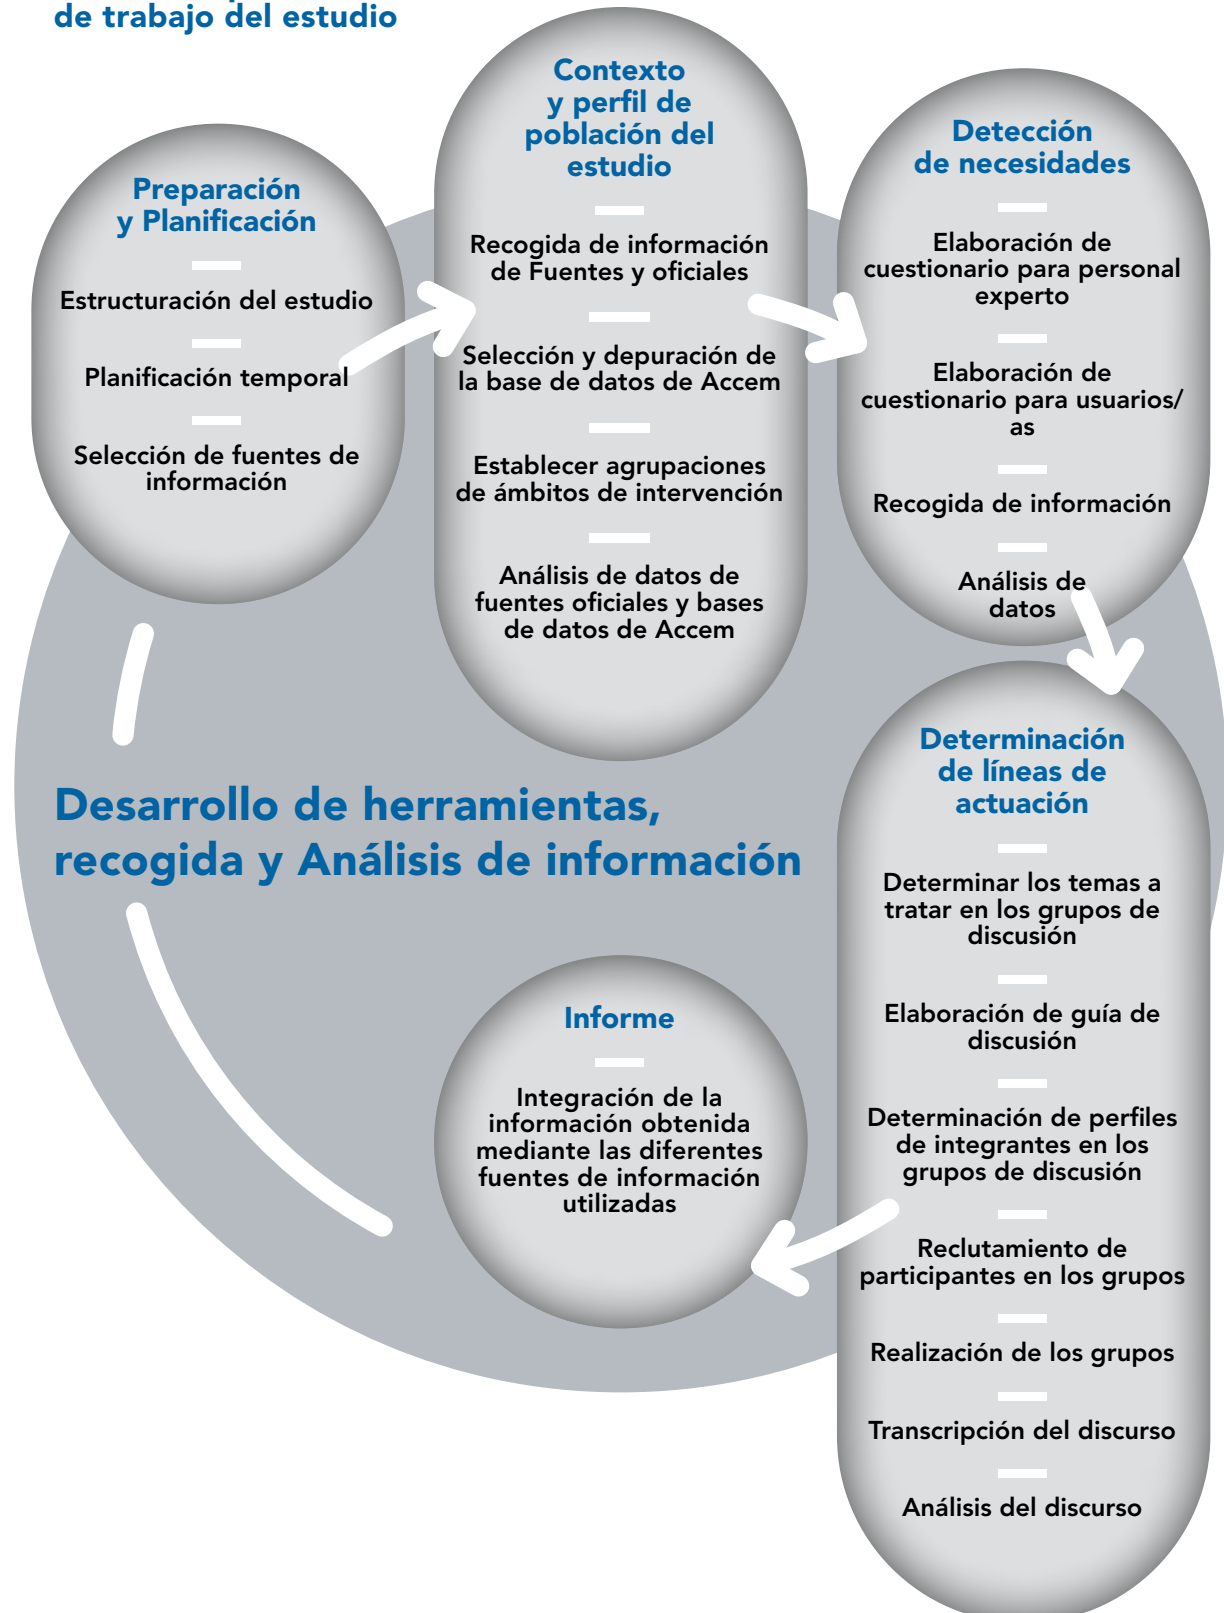 de trabajo del estudio
Preparación
y Planificación
Estructuración del estudio
Planificación temporal
Selección de fuentes de
información
Contexto
y perfil de
población del
estudio
Recogida de información
de Fuentes y oficiales
Selección y depuración de
la base de datos de Accem
Establecer agrupaciones
de ámbitos de intervención
Análisis de datos de
fuentes oficiales y bases
de datos de Accem
Detección
de necesidades
Elaboración de
cuestionario para personal
experto
Elaboración de
cuestionario para usuarios/
as
Recogida de información
Análisis de
datos
Determinación
de líneas de
actuación
Determinar los temas a
tratar en los grupos de
discusión
Elaboración de guía de
discusión
Determinación de perfiles
de integrantes en los
grupos de discusión
Reclutamiento de
participantes en los grupos
Realización de los grupos
Transcripción del discurso
Análisis del discurso
Informe
Integración de la
información obtenida
mediante las diferentes
fuentes de información
utilizadas
Desarrollo de herramientas,
recogida y Análisis de información